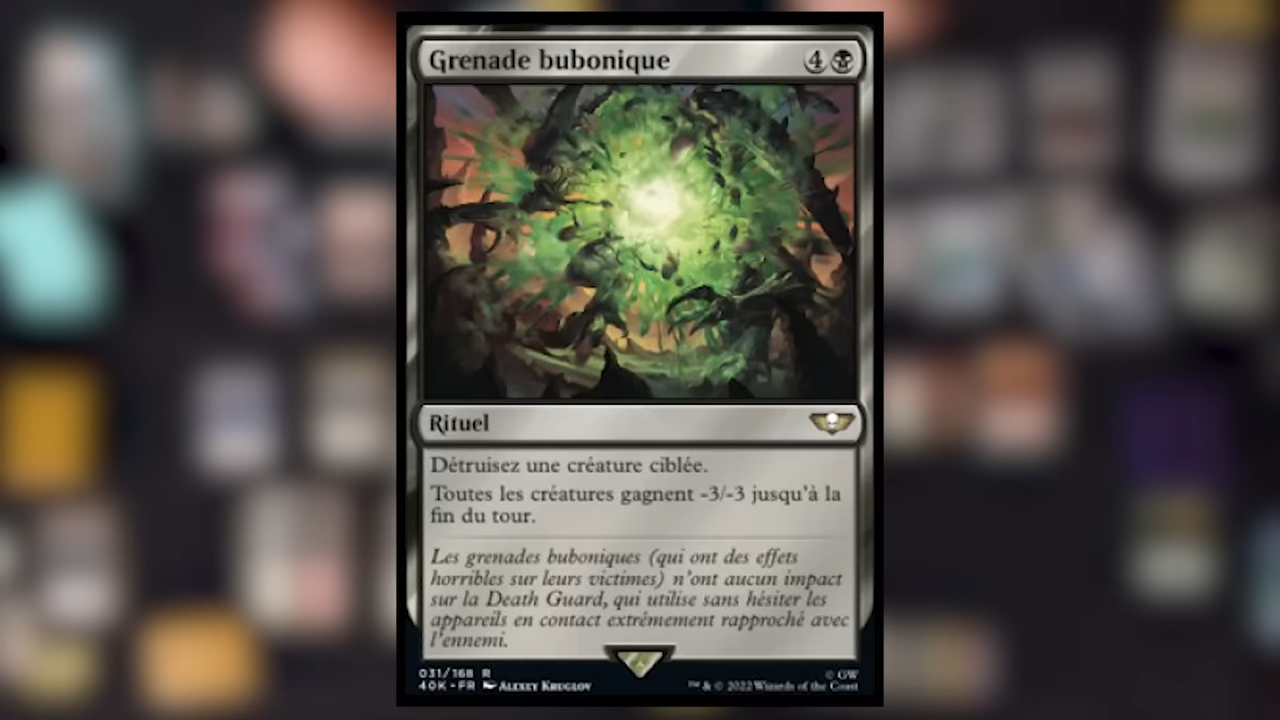 Grenade bubonique 4
Rituel
Détruisez une créature ciblée.
Toutes les créatures gagnent -3/-3 jusqu'à la
fin du tour.
Les grenades buboniques (qui ont des effets
horribles sur leurs victimes) n'ont aucun impact
sur la Death Guard, qui utilise sans hésiter les
appareils en contact extrêmement rapproché avec
l'ennemi.
031/168 R
40K • FR Alexey Kruglov
© GW
™ & © 2022 Wizards of the Coast